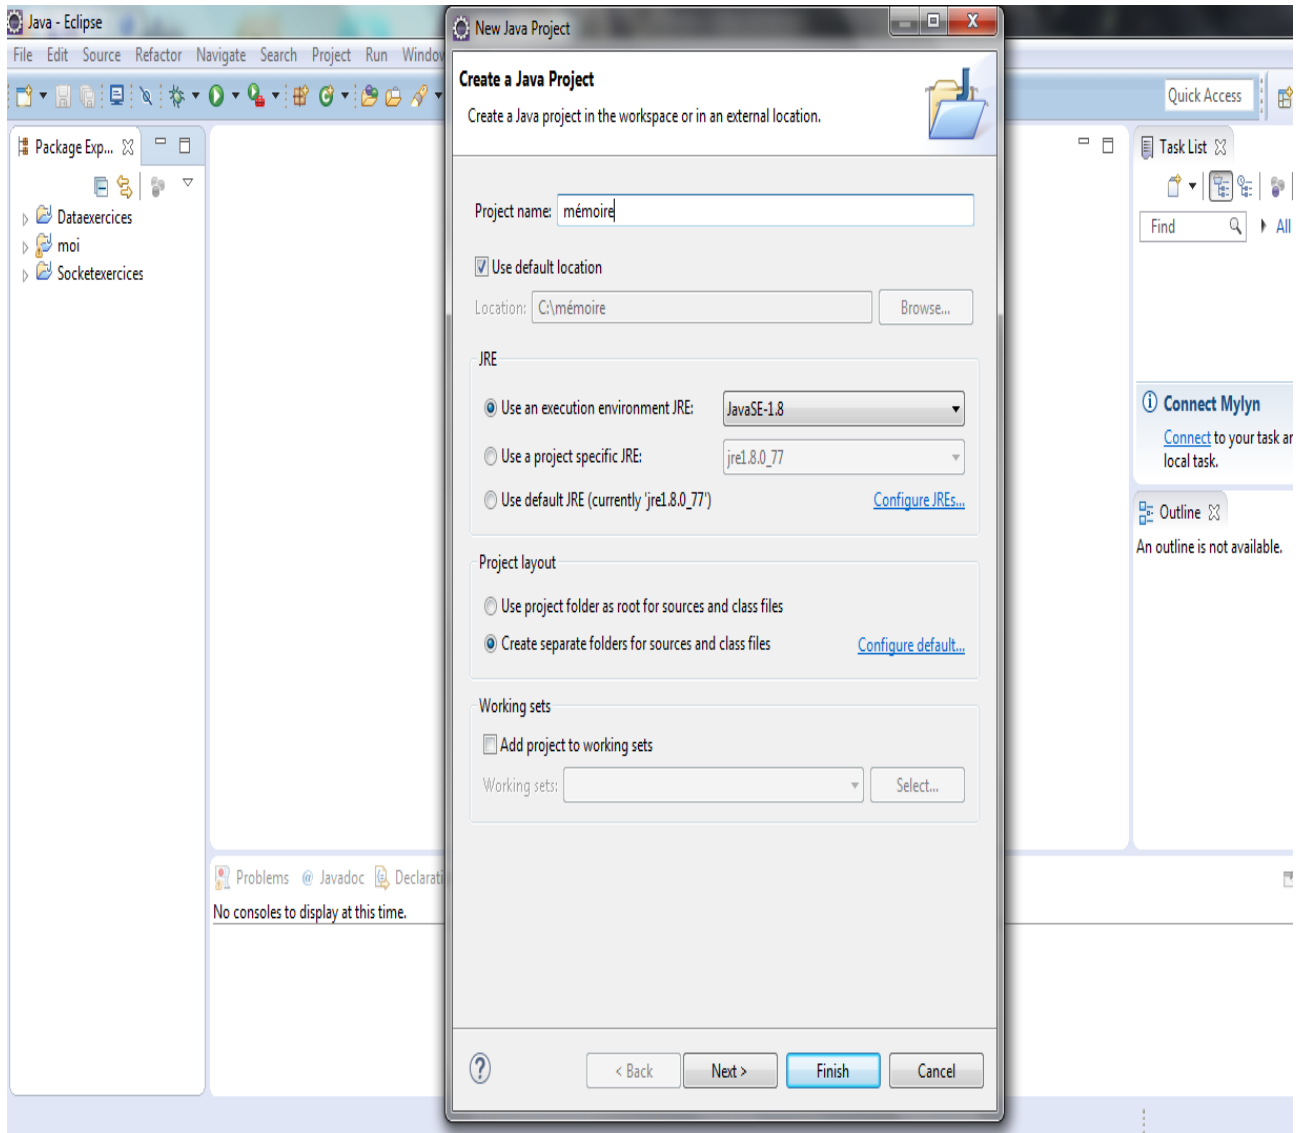 Java - Eclipse
File Edit Source Refactor Navigate Search Project Run Window
Quick Access
Package Exp...
Dataexercices
moi
Socketexercices
New Java Project
Create a Java Project
Create a Java project in the workspace or in an external location.
Project name: mémoire
Use default location
Location: C:\mémoire Browse...
JRE
Use an execution environment JRE: JavaSE-1.8
Use a project specific JRE: jre1.8.0_77
Use default JRE (currently 'jre1.8.0_77') Configure JREs...
Project layout
Use project folder as root for sources and class files
Create separate folders for sources and class files Configure default...
Working sets
Add project to working sets
Working sets: Select...
< Back Next > Finish Cancel
Task List
Find All
Connect Mylyn
Connect to your task
local task.
Outline
An outline is not available.
Problems @ Javadoc Declarati
No consoles to display at this time.